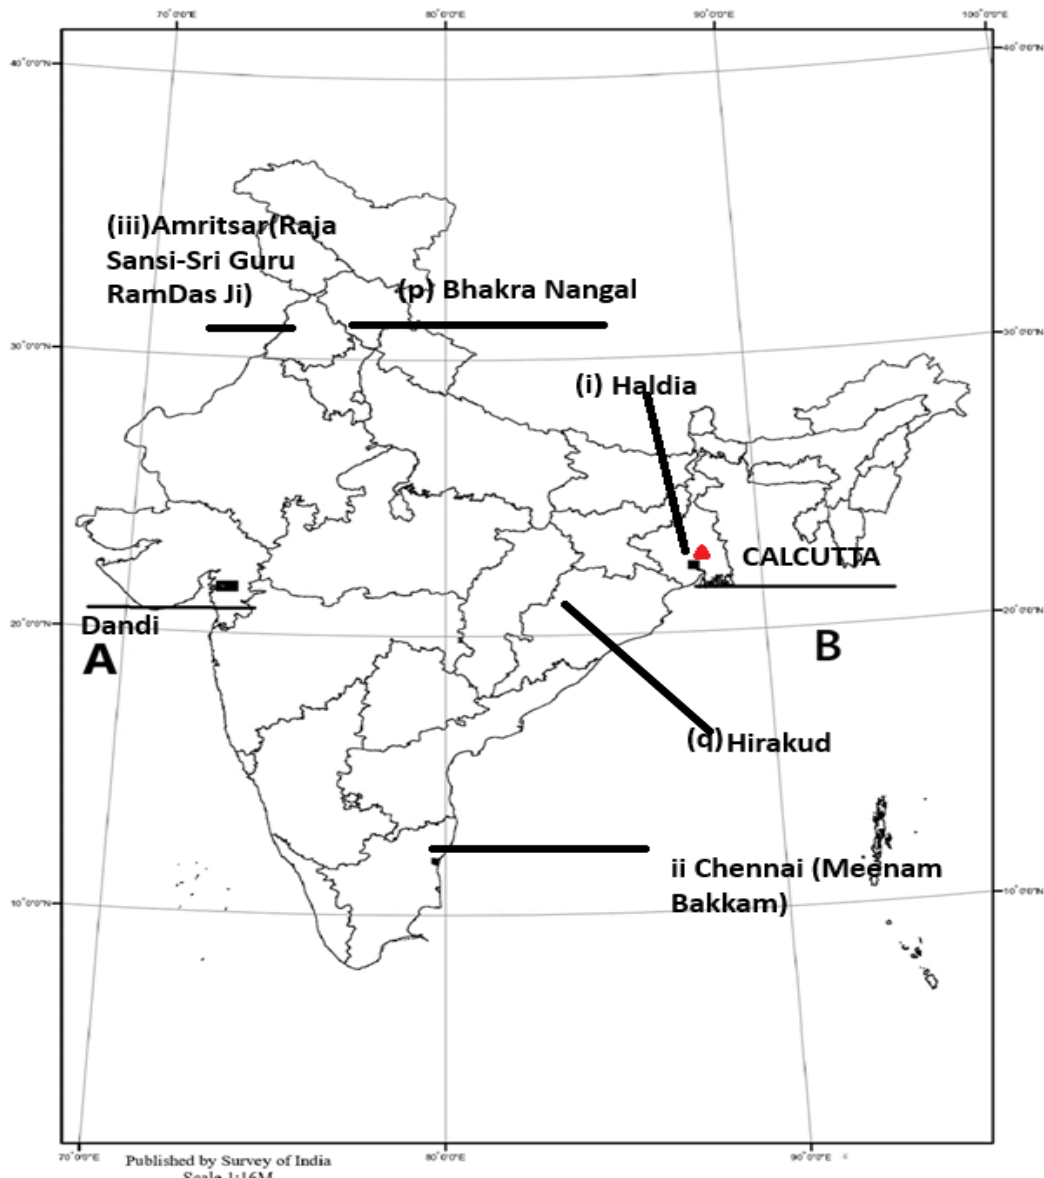 70°0'0"E 80°0'0"E 90°0'0"E 100°0'0"E
40°0'0"N 40°0'0"N
(iii)Amritsar(Raja
Sansi-Sri Guru
RamDas Ji)
(p) Bhakra Nangal
30°0'0"N 30°0'0"N
(i) Haldia
CALCUTTA
20°0'0"N 20°0'0"N
Dandi
A
B
(q) Hirakud
ii Chennai (Meenam
Bakkam)
10°0'0"N 10°0'0"N
70°0'0"E 80°0'0"E 90°0'0"E
Published by Survey of India
Scale 1:16M